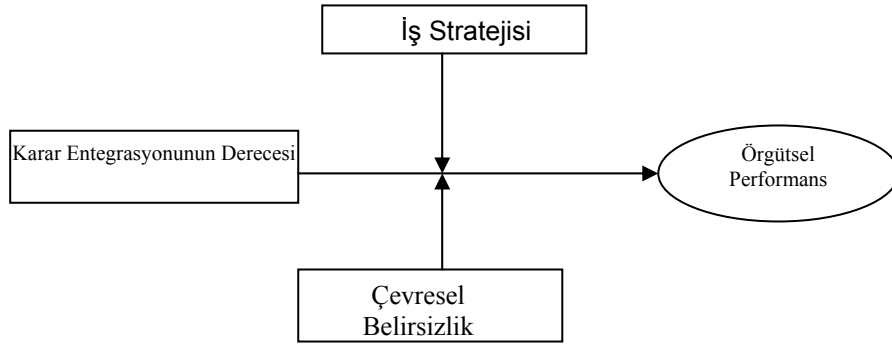 İş Stratejisi
Karar Entegrasyonunun Derecesi
Örgütsel
Performans
Çevresel
Belirsizlik